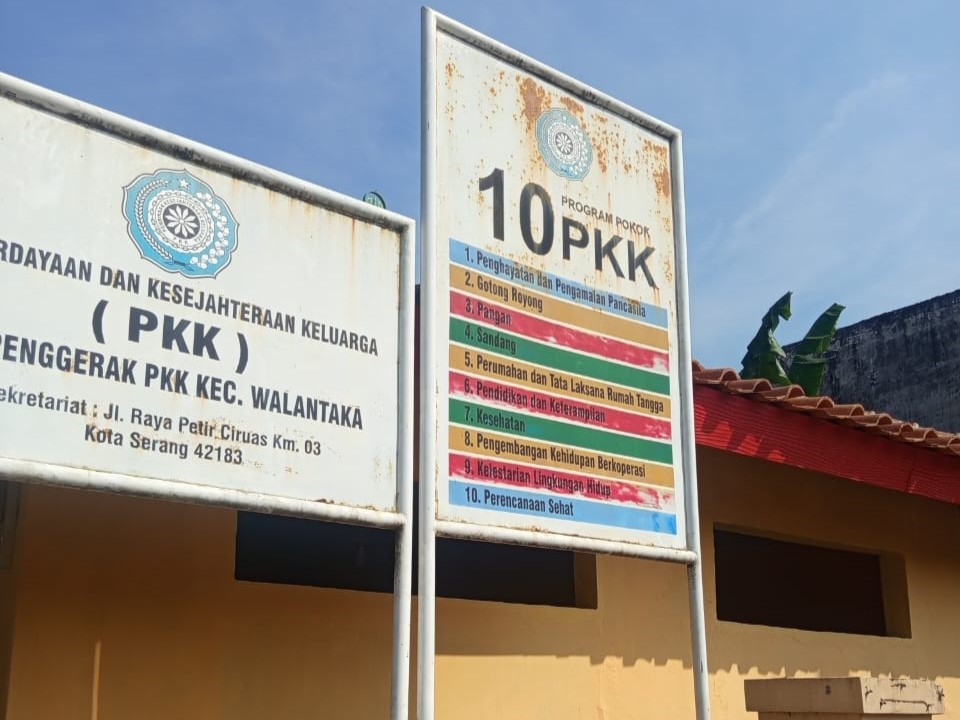 RDAYAAN DAN KESEJAHTERAAN KELUARGA
( PKK )
PENGGERAK PKK KEC. WALANTAKA
ekretariat : Jl. Raya Petir Ciruas Km. 03
Kota Serang 42183
10 PROGRAM POKOK
PKK
1. Penghayatan dan Pengamalan Pancasila
2. Gotong Royong
3. Pangan
4. Sandang
5. Perumahan dan Tata Laksana Rumah Tangga
6. Pendidikan dan Keterampilan
7. Kesehatan
8. Pengembangan Kehidupan Berkoperasi
9. Kelestarian Lingkungan Hidup
10. Perencanaan Sehat